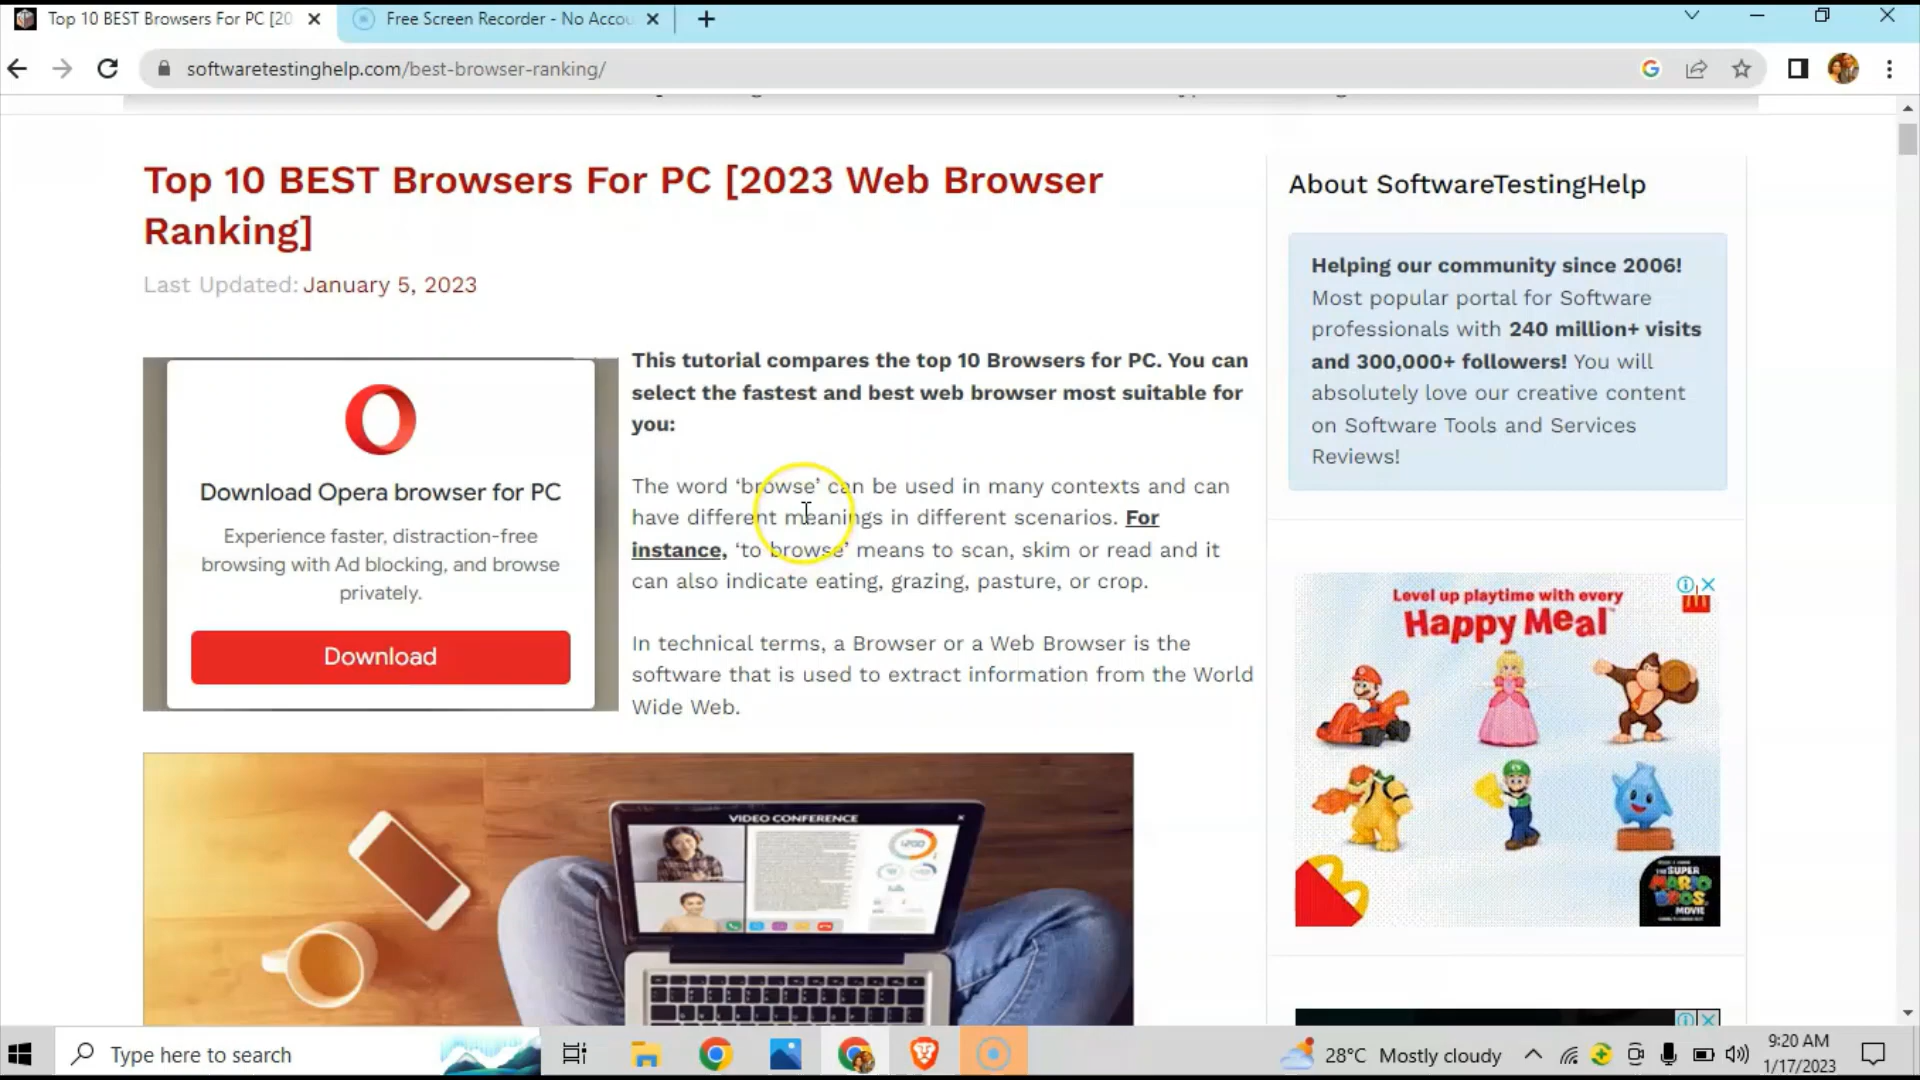 Top 10 BEST Browsers For PC [20
Free Screen Recorder - No Accou
softwaretestinghelp.com/best-browser-ranking/
Top 10 BEST Browsers For PC [2023 Web Browser
Ranking]
Last Updated: January 5, 2023
Download Opera browser for PC
Experience faster, distraction-free
browsing with Ad blocking, and browse
privately.
Download
This tutorial compares the top 10 Browsers for PC. You can
select the fastest and best web browser most suitable for
you:
The word ‘browse’ can be used in many contexts and can
have different meanings in different scenarios. For
instance, ‘to browse’ means to scan, skim or read and it
can also indicate eating, grazing, pasture, or crop.
In technical terms, a Browser or a Web Browser is the
software that is used to extract information from the World
Wide Web.
VIDEO CONFERENCE
About SoftwareTestingHelp
Helping our community since 2006!
Most popular portal for Software
professionals with 240 million+ visits
and 300,000+ followers! You will
absolutely love our creative content
on Software Tools and Services
Reviews!
Level up playtime with every
Happy Meal™
THE SUPER
MARIO
BROS
MOVIE
Type here to search
28°C Mostly cloudy
9:20 AM
1/17/2023